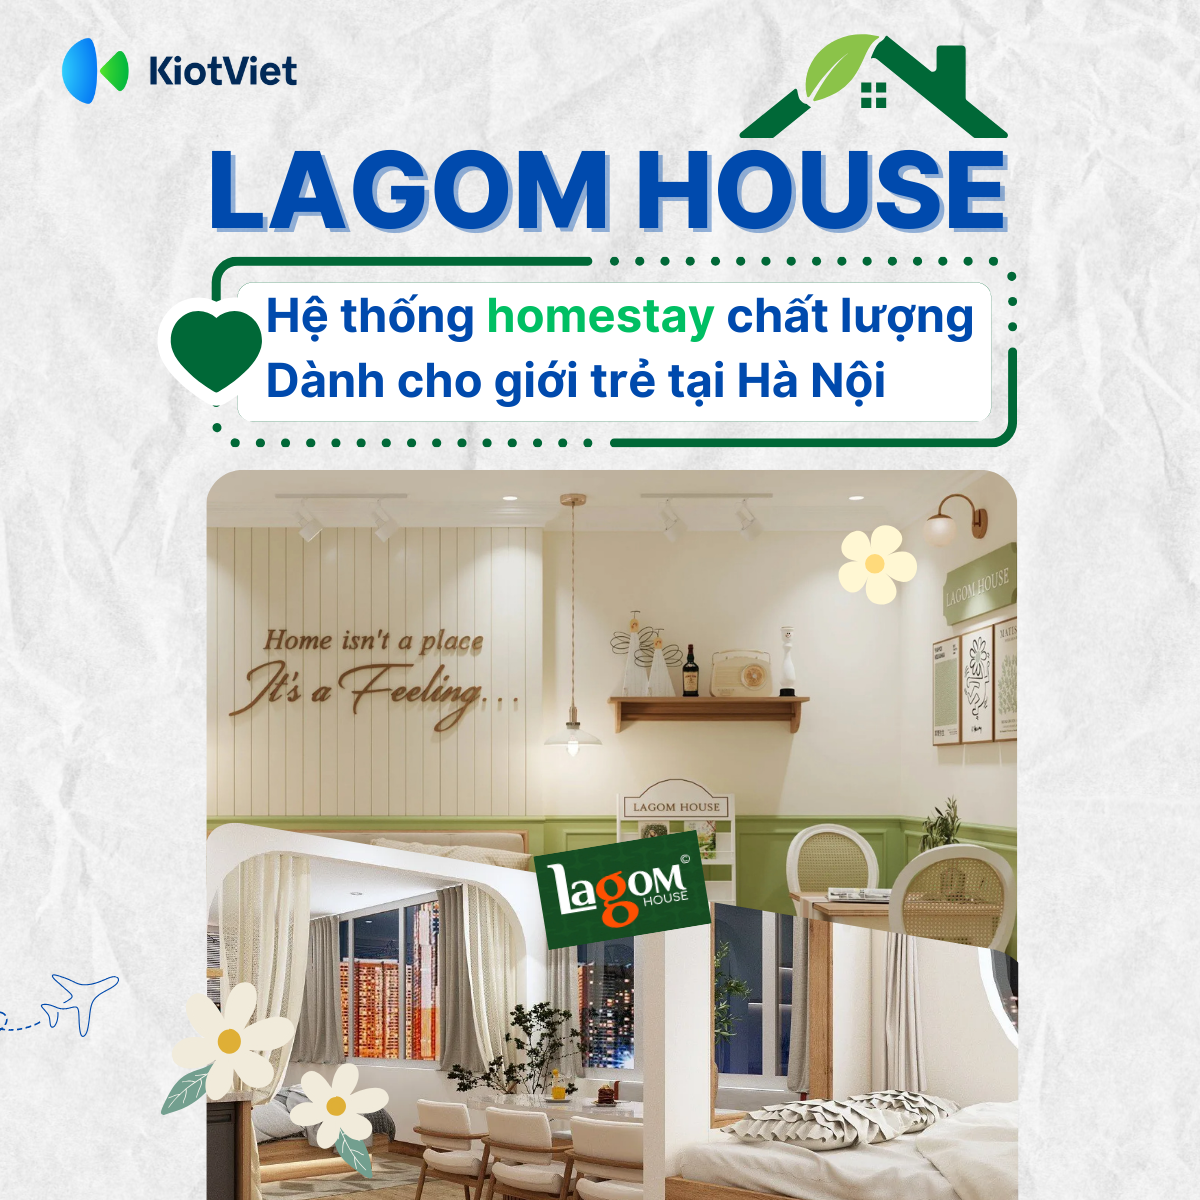 KiotViet
LAGOM HOUSE
Hệ thống homestay chất lượng
Dành cho giới trẻ tại Hà Nội
Home isn't a place
It's a Feeling...
LAGOM HOUSE
LAGOM HOUSE
LagOM©
HOUSE